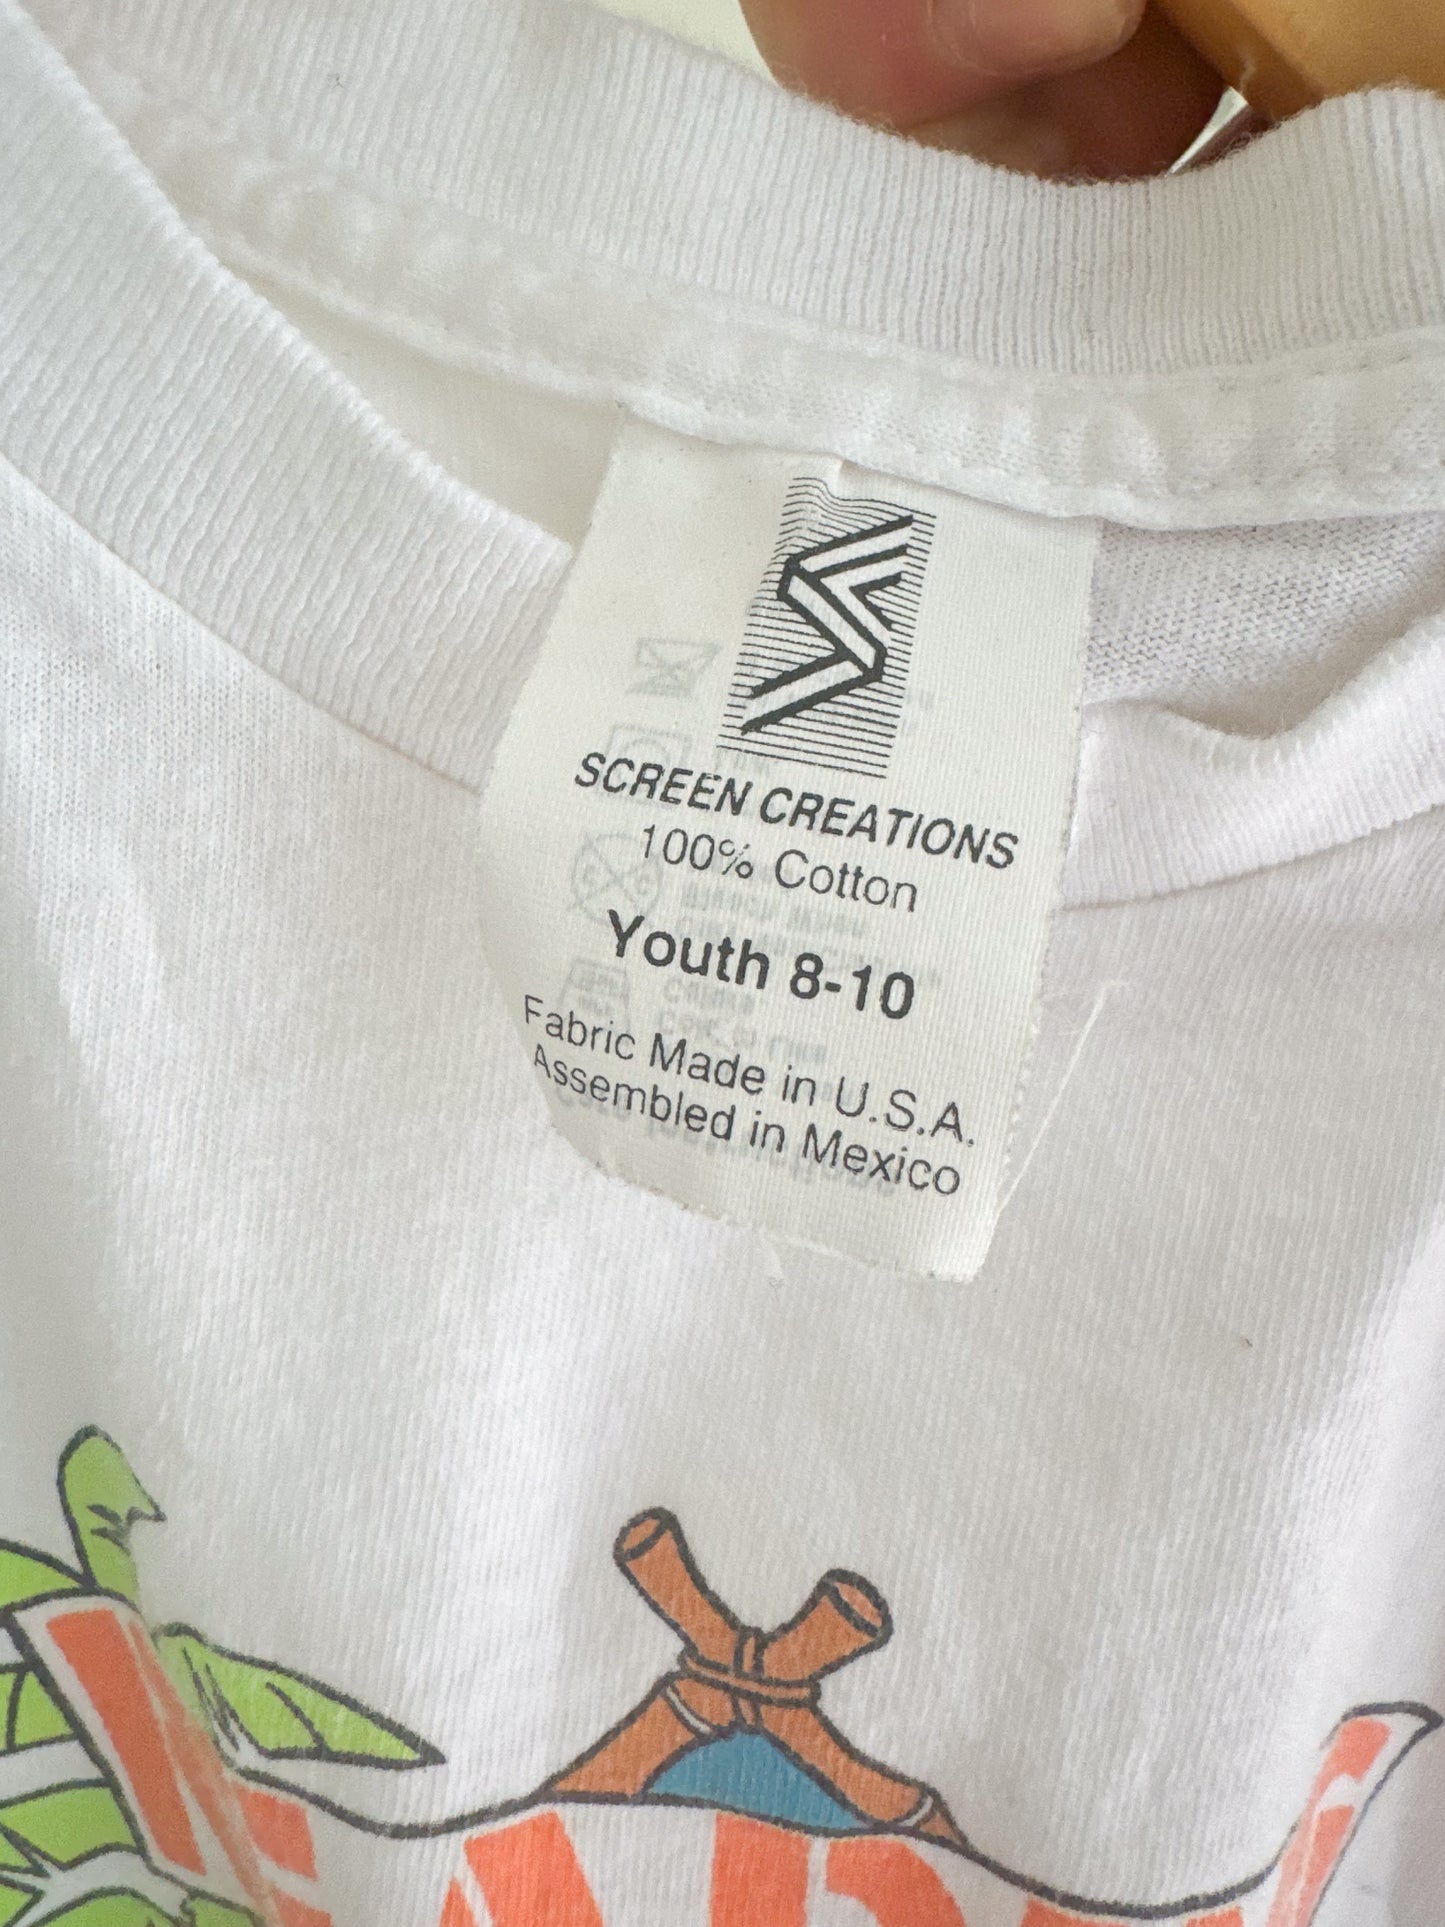 SCREEN CREATIONS
100% Cotton
Youth 8-10
Fabric Made in U.S.A.
Assembled in Mexico